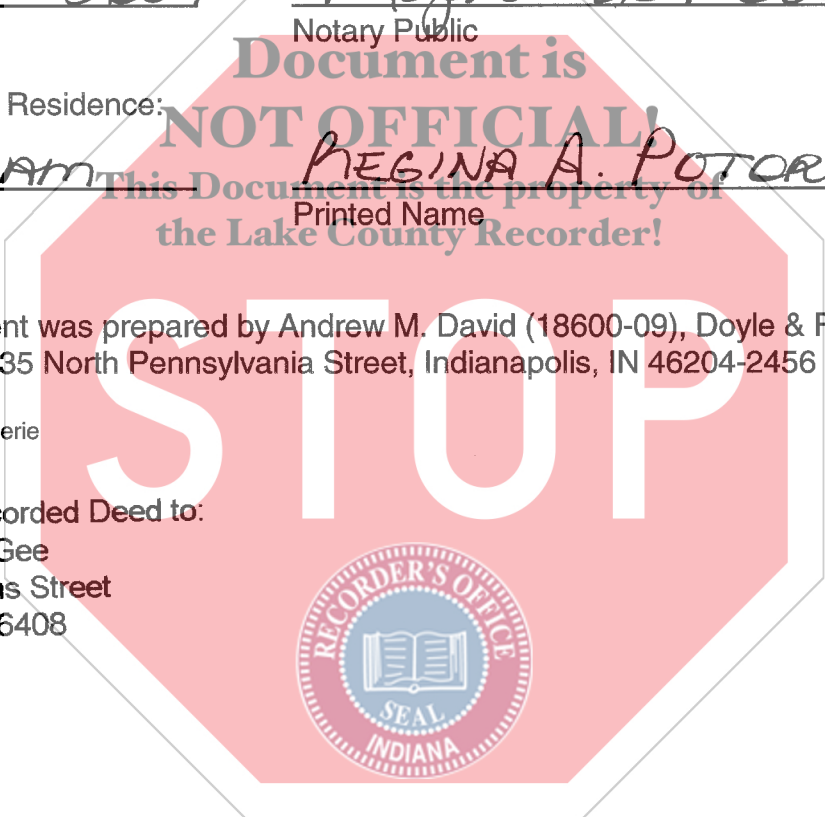 Notary Public
Document is
Residence:
NOT OFFICIAL!
REGINA A. POTOR
This Document is the property of
Printed Name
the Lake County Recorder!
ent was prepared by Andrew M. David (18600-09), Doyle & F
35 North Pennsylvania Street, Indianapolis, IN 46204-2456
STOP
erie
corded Deed to:
Gee
s Street
6408
RECORDER'S OFFICE
SEAL
INDIANA